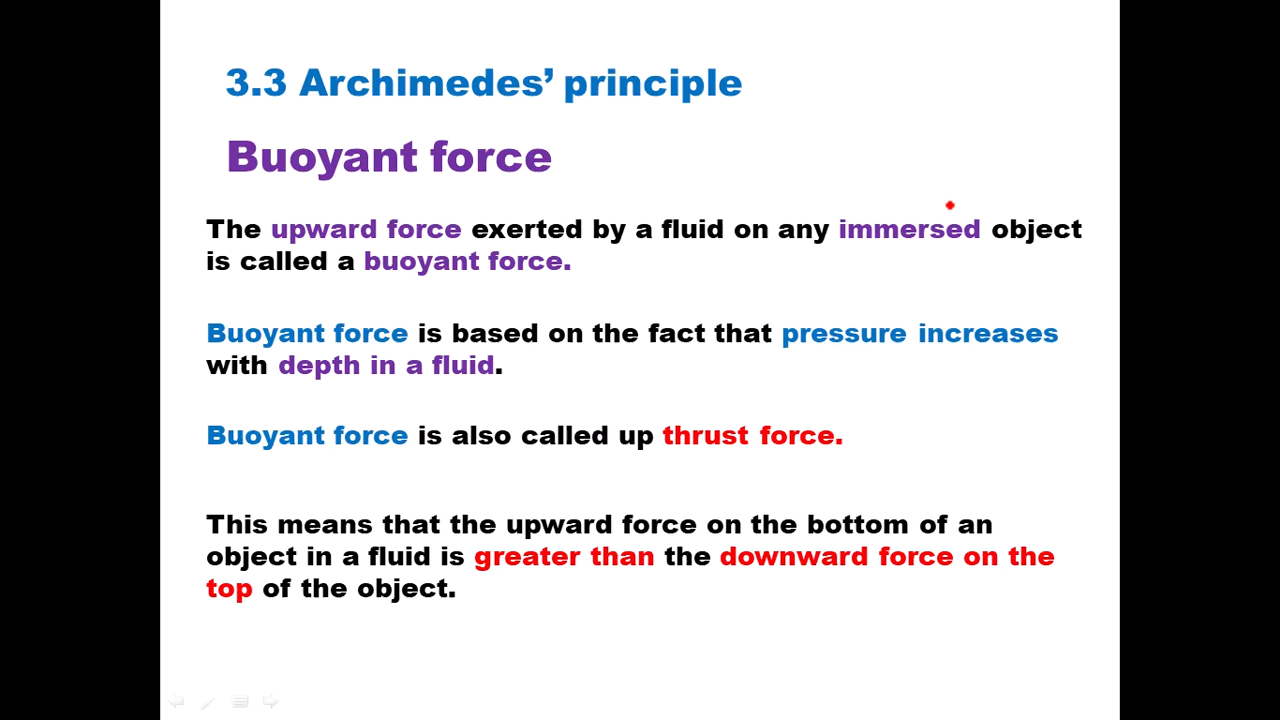 3.3 Archimedes’ principle
Buoyant force
The upward force exerted by a fluid on any immersed object
is called a buoyant force.
Buoyant force is based on the fact that pressure increases
with depth in a fluid.
Buoyant force is also called up thrust force.
This means that the upward force on the bottom of an
object in a fluid is greater than the downward force on the
top of the object.